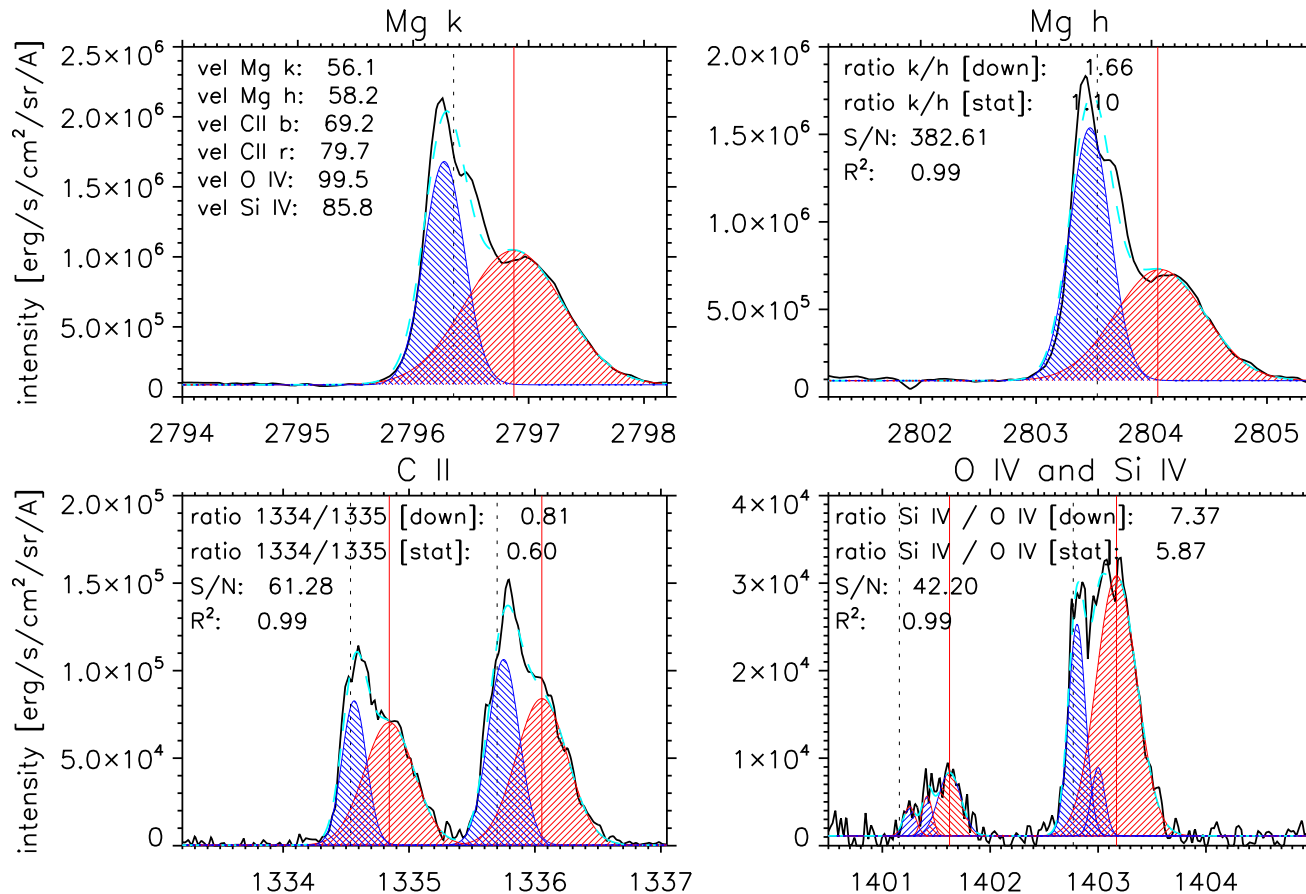 Mg k
intensity [erg/s/cm²/sr/A]
2.5×10⁶
2.0×10⁶
1.5×10⁶
1.0×10⁶
5.0×10⁵
0
vel Mg k: 56.1
vel Mg h: 58.2
vel CII b: 69.2
vel CII r: 79.7
vel O IV: 99.5
vel Si IV: 85.8
2794 2795 2796 2797 2798
Mg h
2.0×10⁶
1.5×10⁶
1.0×10⁶
5.0×10⁵
0
ratio k/h [down]: 1.66
ratio k/h [stat]: 1.10
S/N: 382.61
R²: 0.99
2802 2803 2804 2805
C II
intensity [erg/s/cm²/sr/A]
2.0×10⁵
1.5×10⁵
1.0×10⁵
5.0×10⁴
0
ratio 1334/1335 [down]: 0.81
ratio 1334/1335 [stat]: 0.60
S/N: 61.28
R²: 0.99
1334 1335 1336 1337
O IV and Si IV
4×10⁴
3×10⁴
2×10⁴
1×10⁴
0
ratio Si IV / O IV [down]: 7.37
ratio Si IV / O IV [stat]: 5.87
S/N: 42.20
R²: 0.99
1401 1402 1403 1404